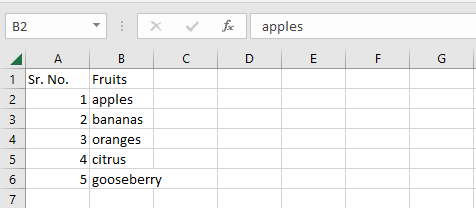 B2 fx apples
A B C D E F G
1 Sr. No. Fruits
2 1 apples
3 2 bananas
4 3 oranges
5 4 citrus
6 5 gooseberry
7